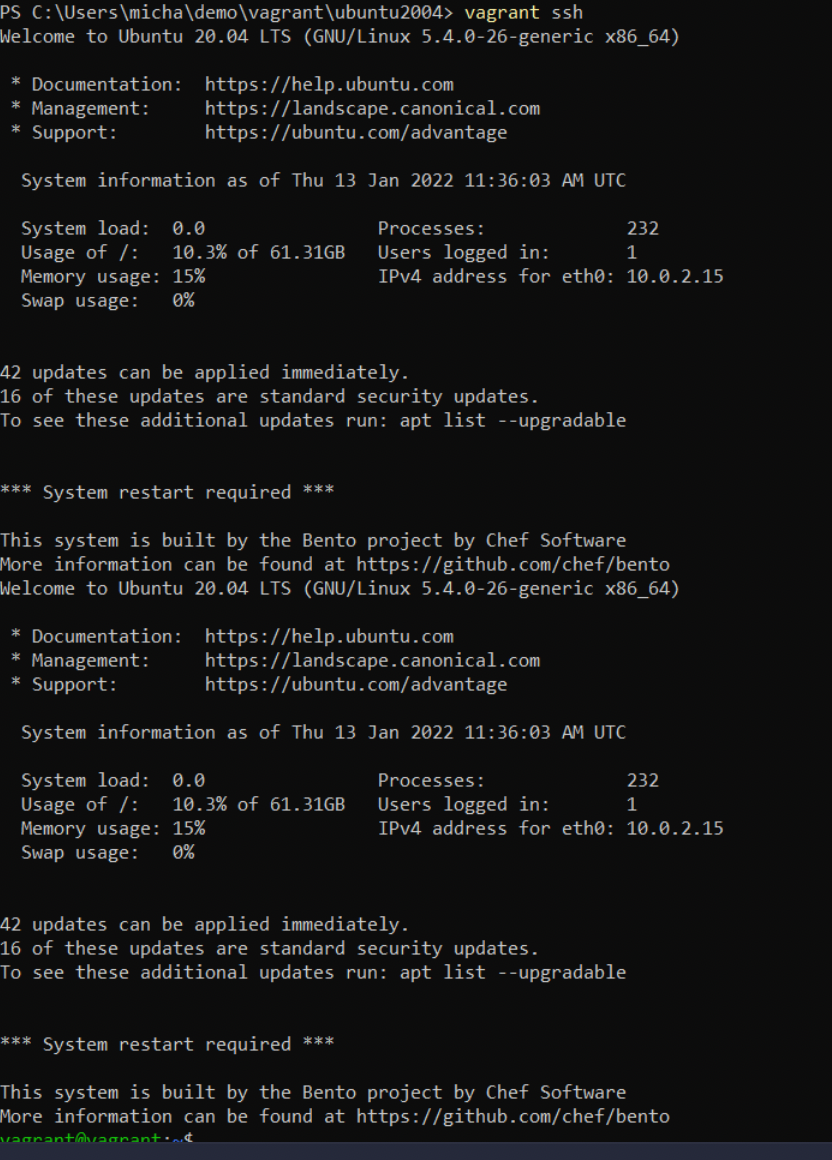 PS C:\Users\micha\demo\vagrant\ubuntu2004> vagrant ssh
Welcome to Ubuntu 20.04 LTS (GNU/Linux 5.4.0-26-generic x86_64)
* Documentation:  https://help.ubuntu.com
* Management:     https://landscape.canonical.com
* Support:        https://ubuntu.com/advantage
System information as of Thu 13 Jan 2022 11:36:03 AM UTC
System load:  0.0                Processes:             232
Usage of /:   10.3% of 61.31GB   Users logged in:       1
Memory usage: 15%                IPv4 address for eth0: 10.0.2.15
Swap usage:   0%
42 updates can be applied immediately.
16 of these updates are standard security updates.
To see these additional updates run: apt list --upgradable
*** System restart required ***
This system is built by the Bento project by Chef Software
More information can be found at https://github.com/chef/bento
Welcome to Ubuntu 20.04 LTS (GNU/Linux 5.4.0-26-generic x86_64)
* Documentation:  https://help.ubuntu.com
* Management:     https://landscape.canonical.com
* Support:        https://ubuntu.com/advantage
System information as of Thu 13 Jan 2022 11:36:03 AM UTC
System load:  0.0                Processes:             232
Usage of /:   10.3% of 61.31GB   Users logged in:       1
Memory usage: 15%                IPv4 address for eth0: 10.0.2.15
Swap usage:   0%
42 updates can be applied immediately.
16 of these updates are standard security updates.
To see these additional updates run: apt list --upgradable
*** System restart required ***
This system is built by the Bento project by Chef Software
More information can be found at https://github.com/chef/bento
vagrant@vagrant:~$